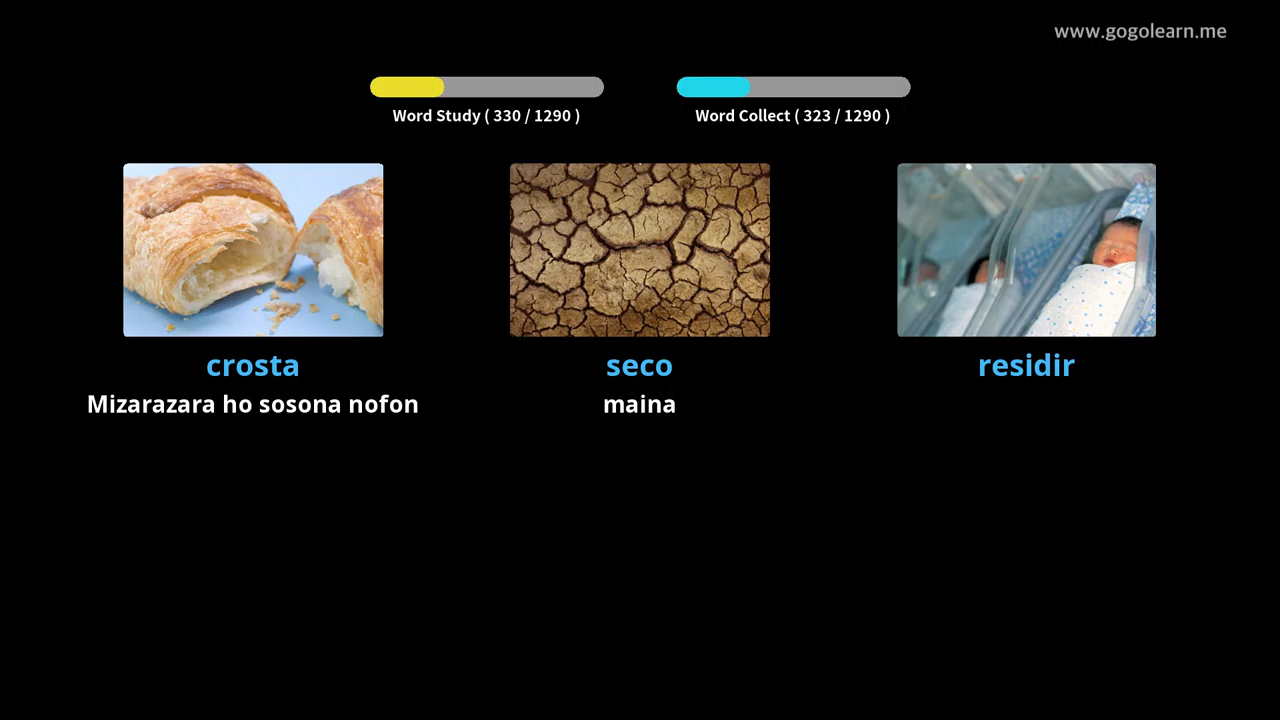 www.gogolearn.me
Word Study ( 330 / 1290 )
Word Collect ( 323 / 1290 )
crosta
seco
residir
Mizarazara ho sosona nofon
maina